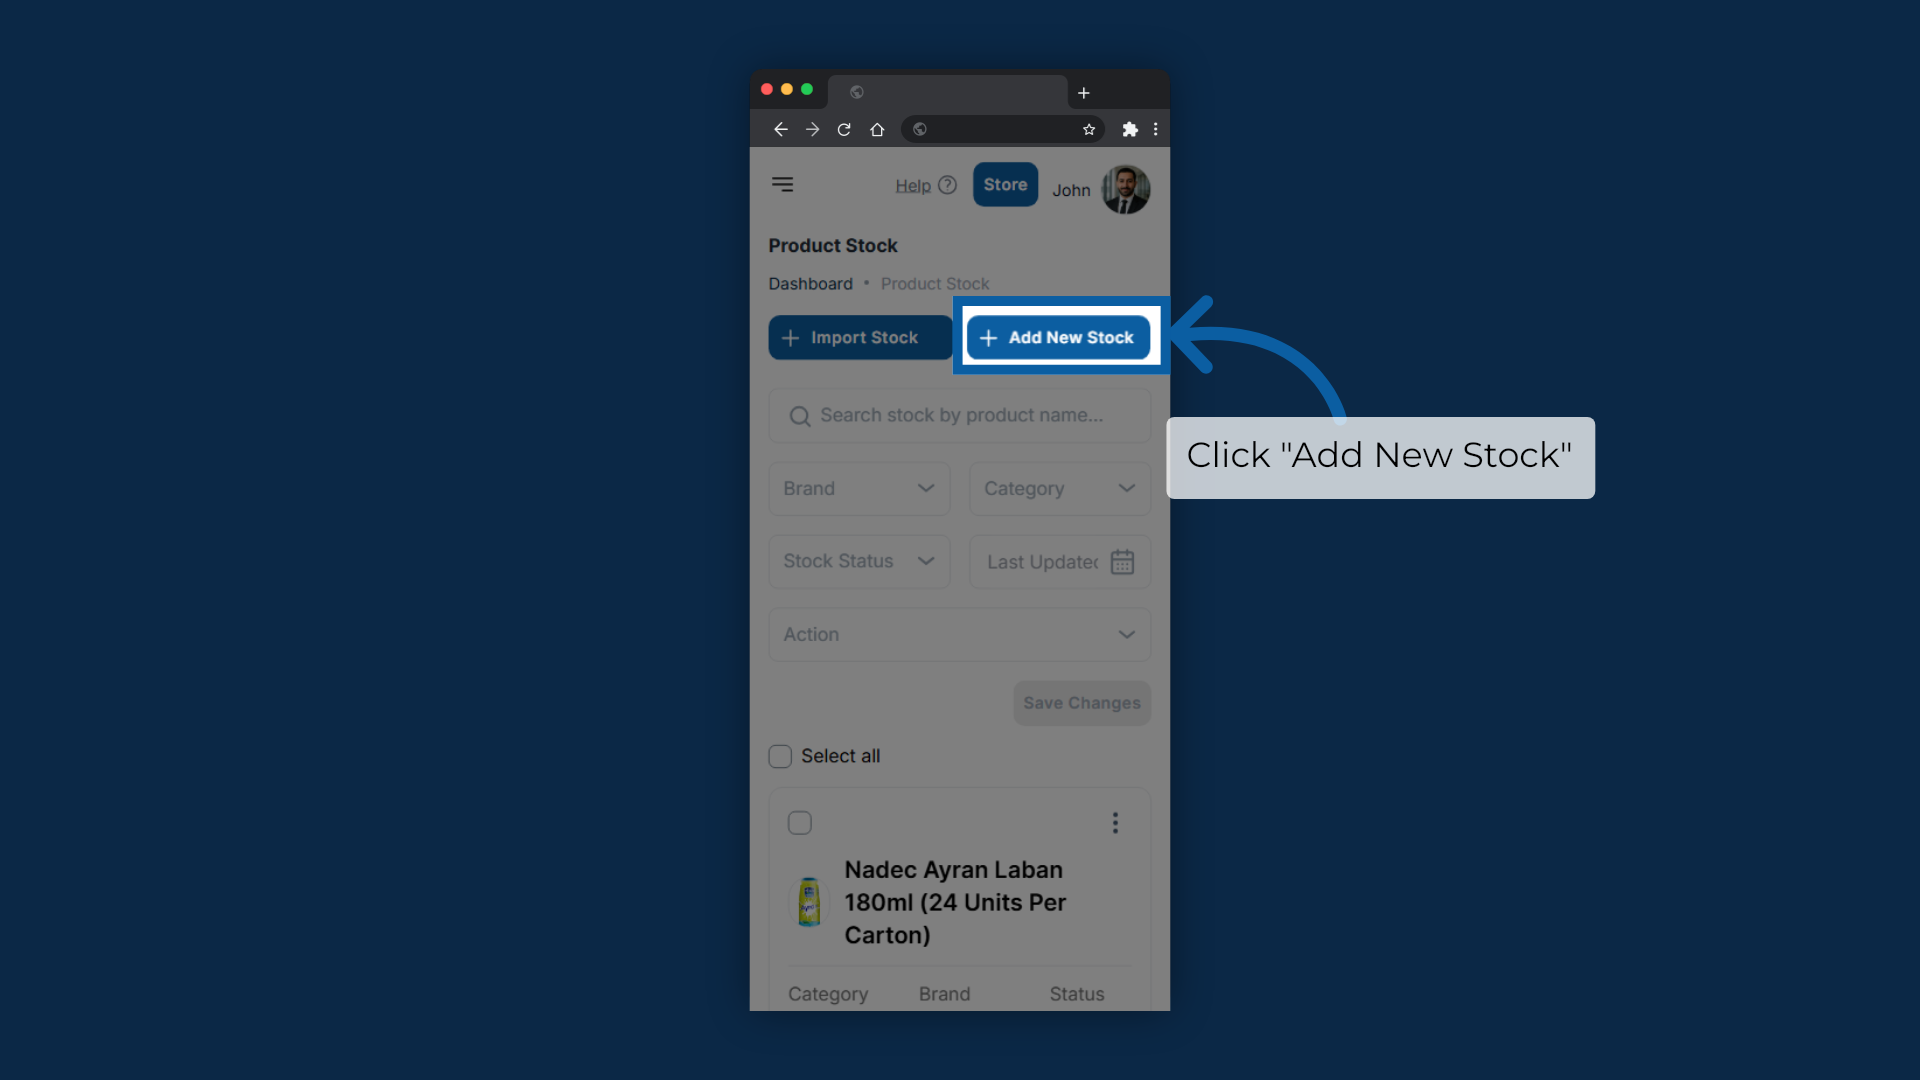 Help
Store
John
Product Stock
Dashboard • Product Stock
Import Stock
Add New Stock
Click "Add New Stock"
Search stock by product name...
Brand
Category
Stock Status
Last Updated
Action
Save Changes
Select all
Nadec Ayran Laban
180ml (24 Units Per
Carton)
Category Brand Status